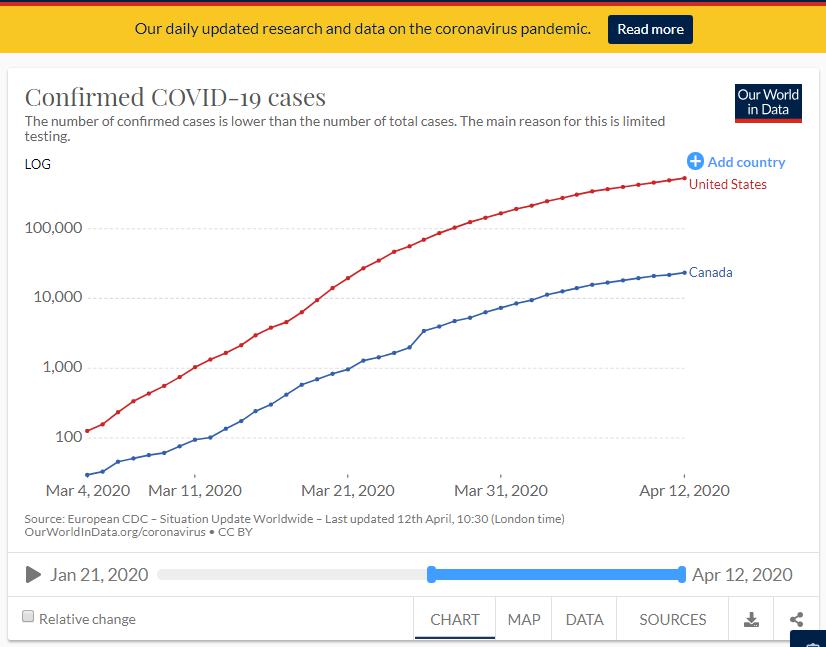 Our daily updated research and data on the coronavirus pandemic. Read more
Confirmed COVID-19 cases
The number of confirmed cases is lower than the number of total cases. The main reason for this is limited
testing.
Our World
in Data
LOG
Add country
United States
Canada
100,000
10,000
1,000
100
Mar 4, 2020 Mar 11, 2020 Mar 21, 2020 Mar 31, 2020 Apr 12, 2020
Source: European CDC – Situation Update Worldwide – Last updated 12th April, 10:30 (London time)
OurWorldInData.org/coronavirus • CC BY
Jan 21, 2020 Apr 12, 2020
Relative change CHART MAP DATA SOURCES